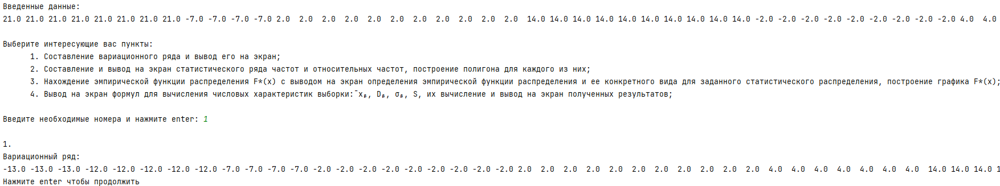 Введенные данные:
21.0 21.0 21.0 21.0 21.0 21.0 21.0 21.0 -7.0 -7.0 -7.0 -7.0 2.0 2.0 2.0 2.0 2.0 2.0 2.0 2.0 2.0 2.0 2.0 14.0 14.0 14.0 14.0 14.0 14.0 14.0 14.0 14.0 14.0 -2.0 -2.0 -2.0 -2.0 -2.0 -2.0 -2.0 -2.0 -2.0 4.0 4.0
Выберите интересующие вас пункты:
1. Составление вариационного ряда и вывод его на экран;
2. Составление и вывод на экран статистического ряда частот и относительных частот, построение полигона для каждого из них;
3. Нахождение эмпирической функции распределения F*(x) с выводом на экран определения эмпирической функции распределения и ее конкретного вида для заданного статистического распределения, построение графика F*(x);
4. Вывод на экран формул для вычисления числовых характеристик выборки:¯xᵦ, Dᵦ, σᵦ, S, их вычисление и вывод на экран полученных результатов;
Введите необходимые номера и нажмите enter: 1
1.
Вариационный ряд:
-13.0 -13.0 -13.0 -12.0 -12.0 -12.0 -12.0 -12.0 -7.0 -7.0 -7.0 -7.0 -2.0 -2.0 -2.0 -2.0 -2.0 -2.0 -2.0 -2.0 -2.0 2.0 2.0 2.0 2.0 2.0 2.0 2.0 2.0 2.0 2.0 2.0 4.0 4.0 4.0 4.0 4.0 4.0 4.0 14.0 14.0 14.0 1
Нажмите enter чтобы продолжить